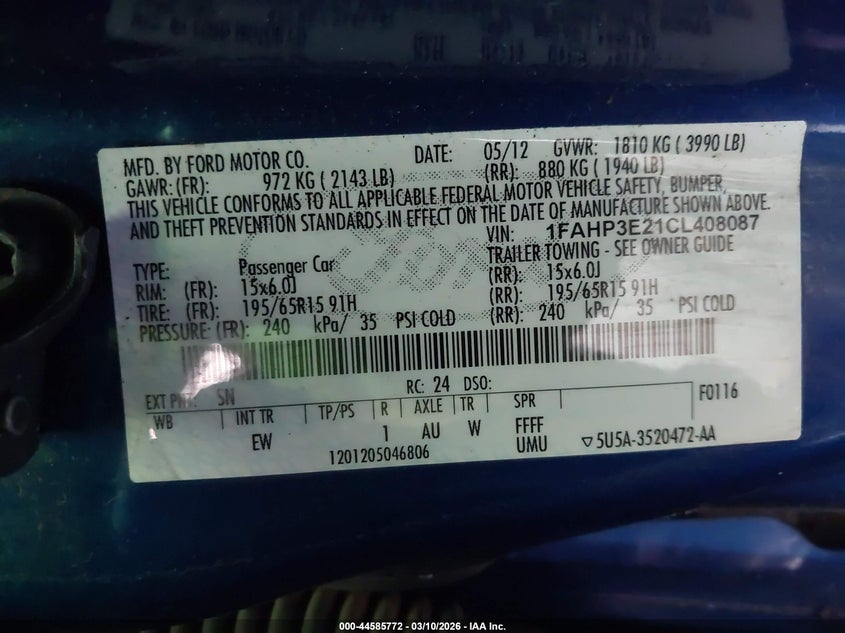 MFD. BY FORD MOTOR CO. DATE: 05/12 GVWR: 1810 KG ( 3990 LB)
GAWR: (FR): 972 KG ( 2143 LB) (RR): 880 KG ( 1940 LB)
THIS VEHICLE CONFORMS TO ALL APPLICABLE FEDERAL MOTOR VEHICLE SAFETY, BUMPER,
AND THEFT PREVENTION STANDARDS IN EFFECT ON THE DATE OF MANUFACTURE SHOWN ABOVE.
VIN: 1FAHP3E21CL408087
TRAILER TOWING - SEE OWNER GUIDE
TYPE: Passenger Car
RIM: (FR): 15x6.0J (RR): 15x6.0J
TIRE: (FR): 195/65R15 91H (RR): 195/65R15 91H
PRESSURE: (FR): 240 kPa/ 35 PSI COLD (RR): 240 kPa/ 35 PSI COLD
EXT PNT: SN RC: 24 DSO: F0116
WB INT TR TP/PS R AXLE TR SPR
EW 1 AU W FFFF
UMU
1201205046806 ▽5U5A-3520472-AA
000-44585772 — 03/10/2026 - IAA Inc.